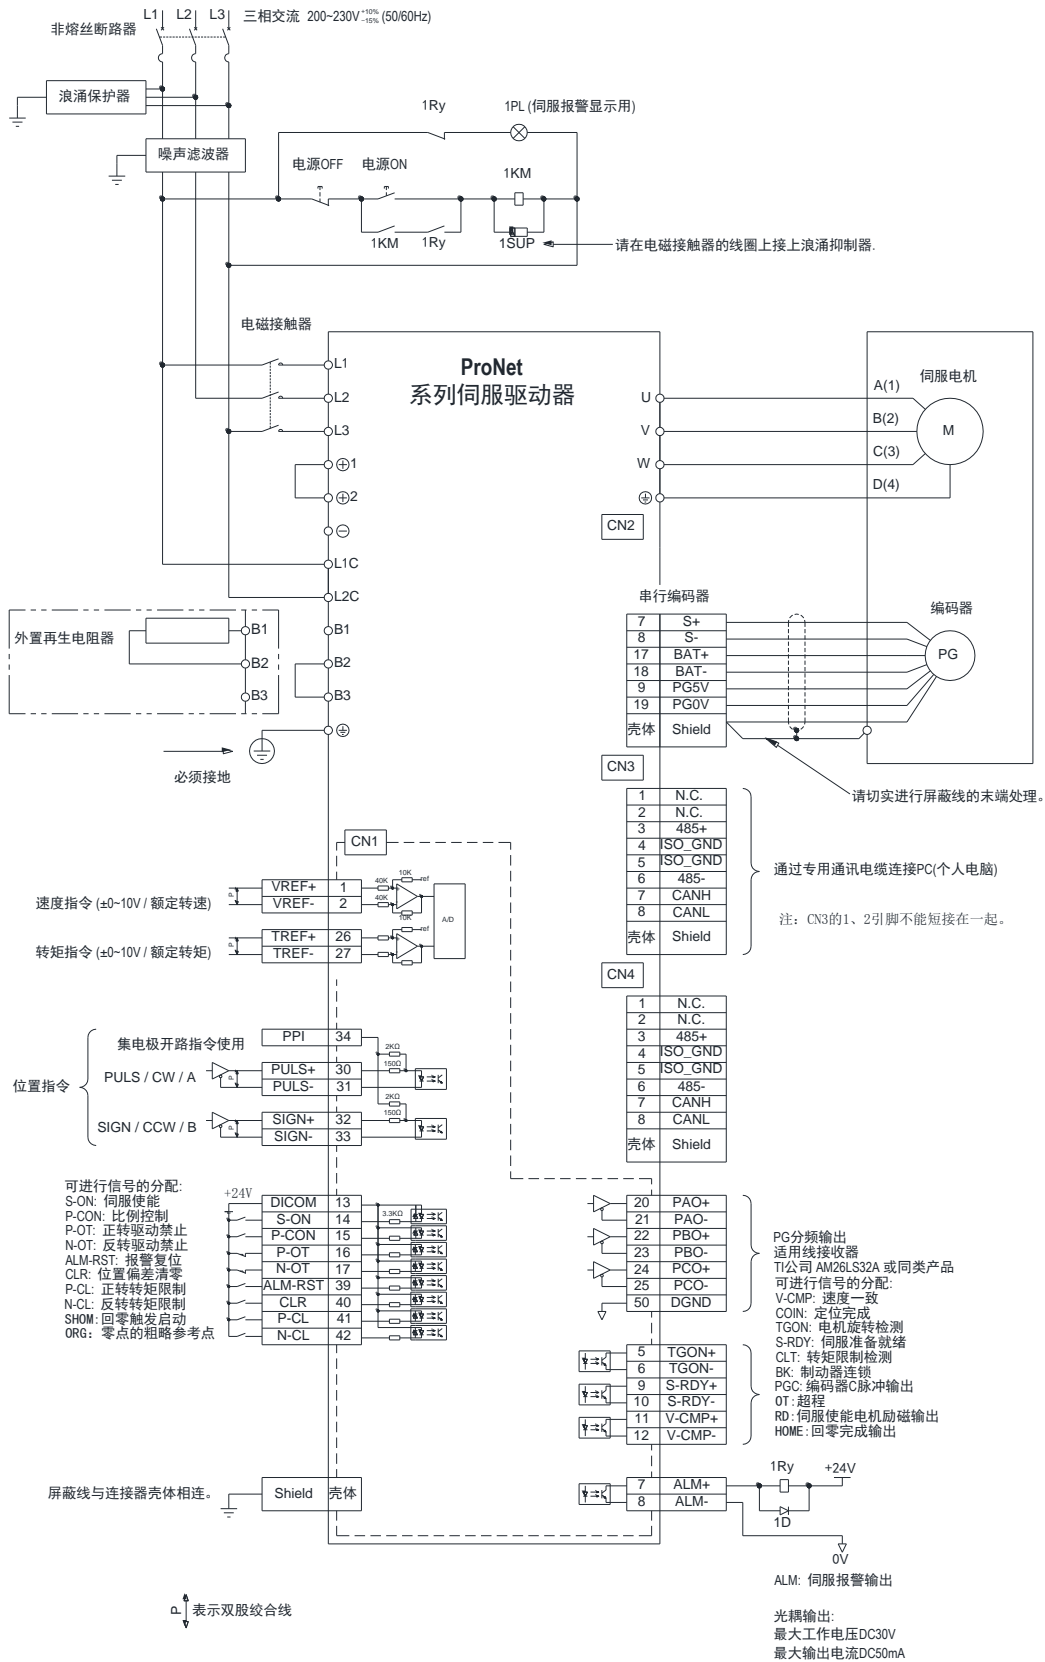 L1 L2 L3 三相交流 200~230V +10% -15% (50/60Hz)
非熔丝断路器
浪涌保护器
噪声滤波器
1Ry
1PL (伺服报警显示用)
电源OFF
电源ON
1KM
1KM
1Ry
1SUP
请在电磁接触器的线圈上接上浪涌抑制器.
电磁接触器
ProNet
系列伺服驱动器
L1
L2
L3
1
2
L1C
L2C
B1
B2
B3
U
V
W
A(1)
B(2)
C(3)
D(4)
伺服电机
M
外置再生电阻器
B1
B2
B3
必须接地
CN2
串行编码器
7 S+
8 S-
17 BAT+
18 BAT-
9 PG5V
19 PG0V
壳体 Shield
编码器
PG
请切实进行屏蔽线的末端处理。
CN3
1 N.C.
2 N.C.
3 485+
4 ISO_GND
5 ISO_GND
6 485-
7 CANH
8 CANL
壳体 Shield
通过专用通讯电缆连接PC(个人电脑)
注: CN3的1、2引脚不能短接在一起。
CN4
1 N.C.
2 N.C.
3 485+
4 ISO_GND
5 ISO_GND
6 485-
7 CANH
8 CANL
壳体 Shield
CN1
速度指令 (±0~10V / 额定转速)
P
VREF+ 1
VREF- 2
40K
40K
10K
10K
ref
A/D
转矩指令 (±0~10V / 额定转矩)
P
TREF+ 26
TREF- 27
ref
位置指令
集电极开路指令使用
PPI 34
PULS / CW / A
P
PULS+ 30
PULS- 31
2KΩ
150Ω
SIGN / CCW / B
P
SIGN+ 32
SIGN- 33
2KΩ
150Ω
可进行信号的分配:
S-ON: 伺服使能
P-CON: 比例控制
P-OT: 正转驱动禁止
N-OT: 反转驱动禁止
ALM-RST: 报警复位
CLR: 位置偏差清零
P-CL: 正转转矩限制
N-CL: 反转转矩限制
SHOM:回零触发启动
ORG: 零点的粗略参考点
+24V
DICOM 13
S-ON 14
P-CON 15
P-OT 16
N-OT 17
ALM-RST 39
CLR 40
P-CL 41
N-CL 42
3.3KΩ
20 PAO+
21 PAO-
22 PBO+
23 PBO-
24 PCO+
25 PCO-
50 DGND
PG分频输出
适用线接收器
TI公司 AM26LS32A 或同类产品
可进行信号的分配:
V-CMP: 速度一致
COIN: 定位完成
TGON: 电机旋转检测
S-RDY: 伺服准备就绪
CLT: 转矩限制检测
BK: 制动器连锁
PGC: 编码器C脉冲输出
OT:超程
RD:伺服使能电机励磁输出
HOME:回零完成输出
5 TGON+
6 TGON-
9 S-RDY+
10 S-RDY-
11 V-CMP+
12 V-CMP-
屏蔽线与连接器壳体相连。
Shield 壳体
7 ALM+
8 ALM-
1Ry
+24V
1D
0V
ALM: 伺服报警输出
光耦输出:
最大工作电压DC30V
最大输出电流DC50mA
P 表示双股绞合线